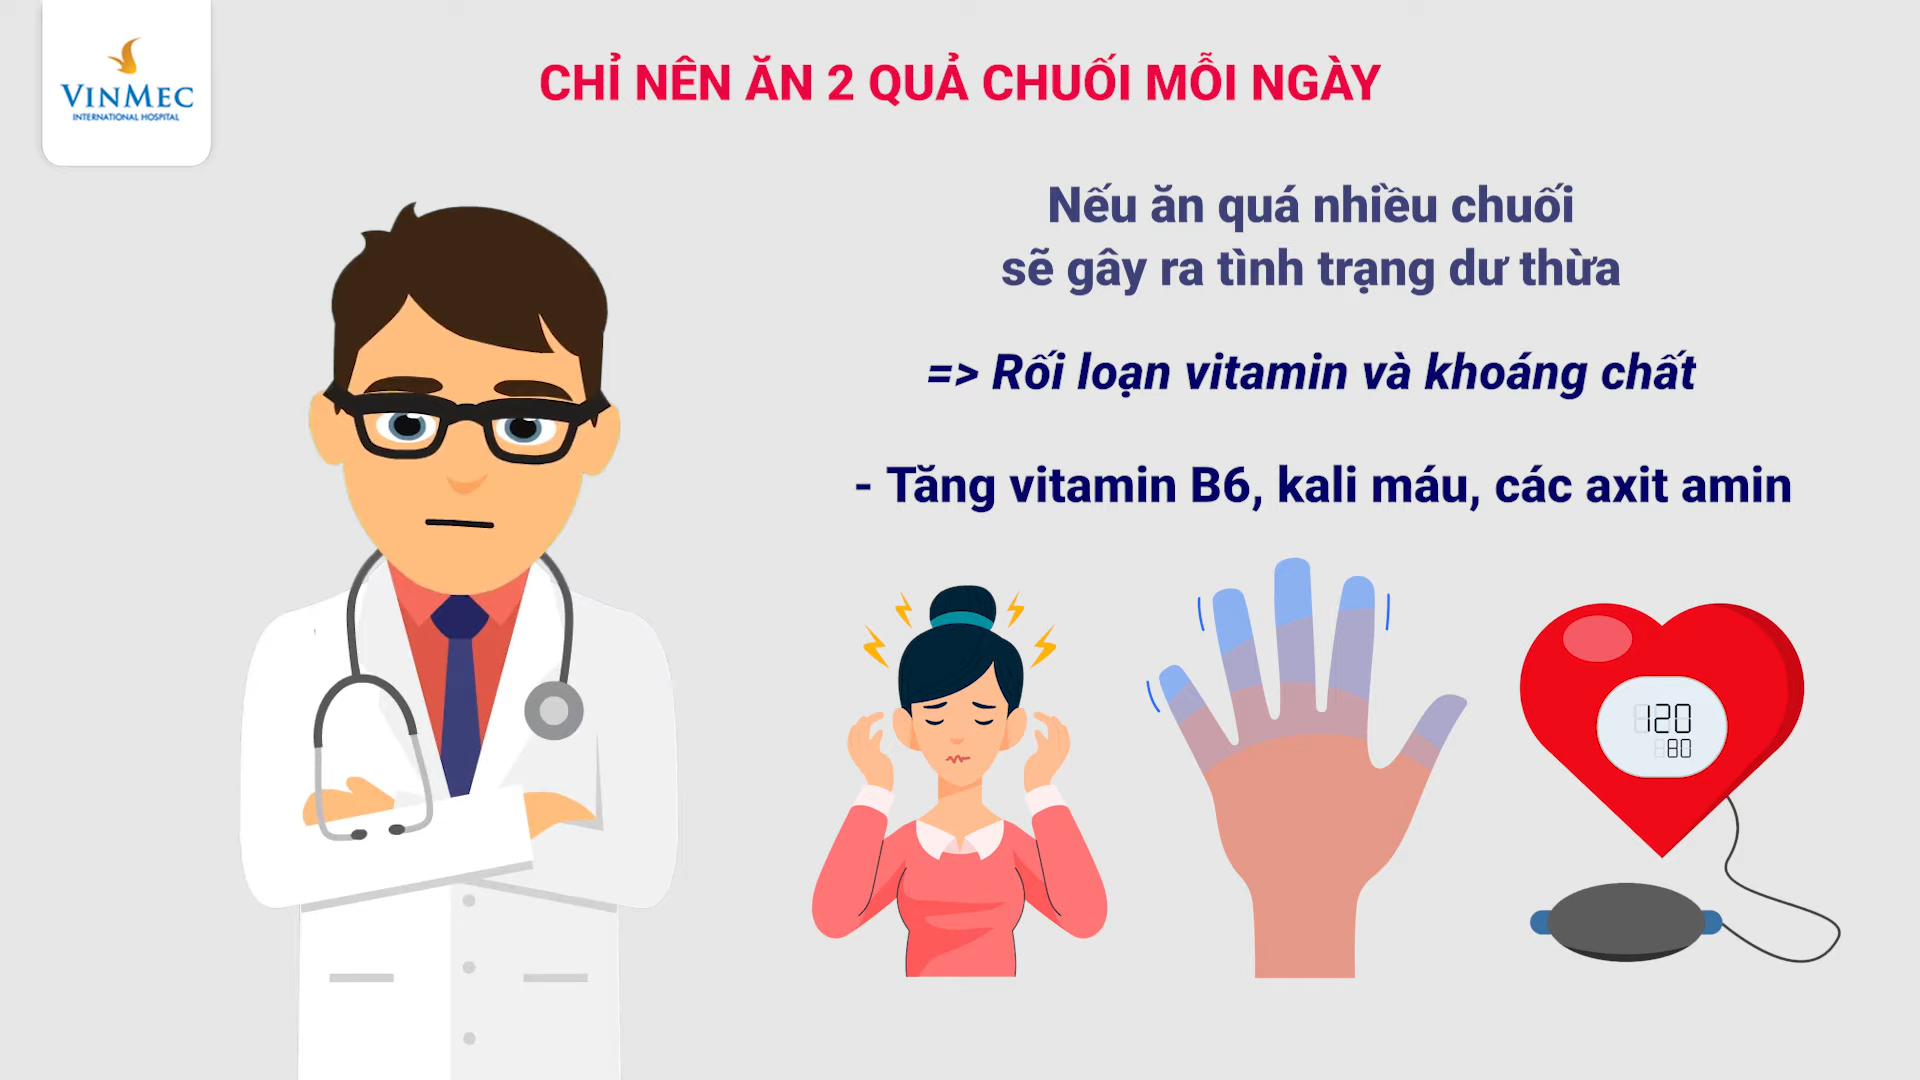 VINMEC
INTERNATIONAL HOSPITAL
CHỈ NÊN ĂN 2 QUẢ CHUỐI MỖI NGÀY
Nếu ăn quá nhiều chuối
sẽ gây ra tình trạng dư thừa
=> Rối loạn vitamin và khoáng chất
- Tăng vitamin B6, kali máu, các axit amin
120
80